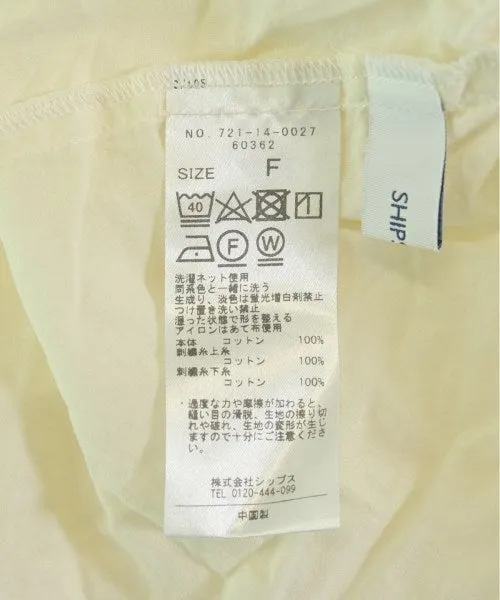 NO. 721-14-0027
60362
SIZE F
40
F
W
洗濯ネット使用
同系色と一緒に洗う
生成り、淡色は蛍光増白剤禁止
つけ置き洗い禁止
湿った状態で形を整える
アイロンはあて布使用
本体 コットン 100%
刺繍糸上糸
コットン 100%
刺繍糸下糸
コットン 100%
・過度な力や摩擦が加わると、
縫い目の滑脱、生地の擦り切
れや破れ、生地の変形が生じ
ますので十分にご注意くださ
い。
株式会社シップス
TEL 0120-444-099
中国製
SHIPS